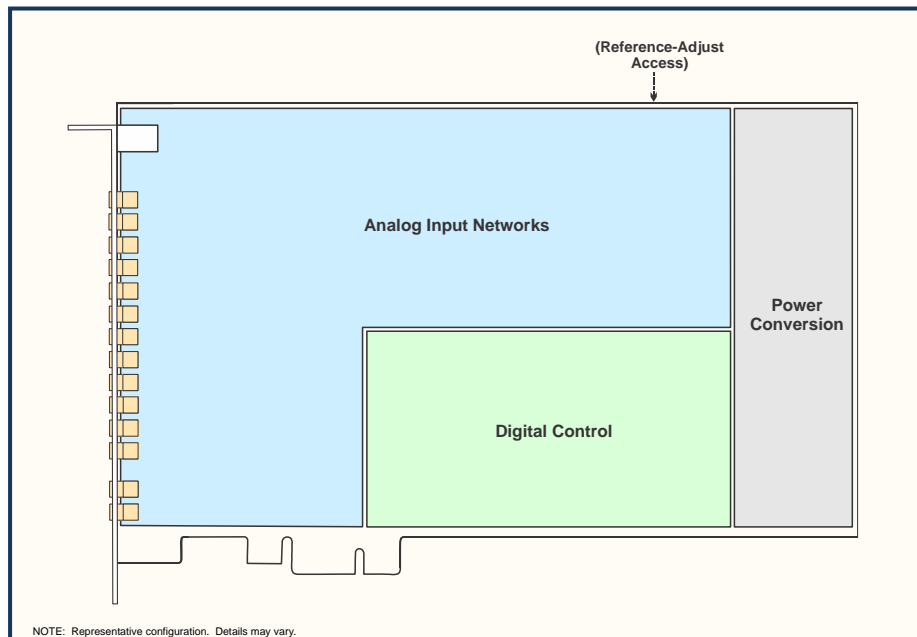 (Reference-Adjust
Access)
Analog Input Networks
Power
Conversion
Digital Control
NOTE:  Representative configuration.  Details may vary.